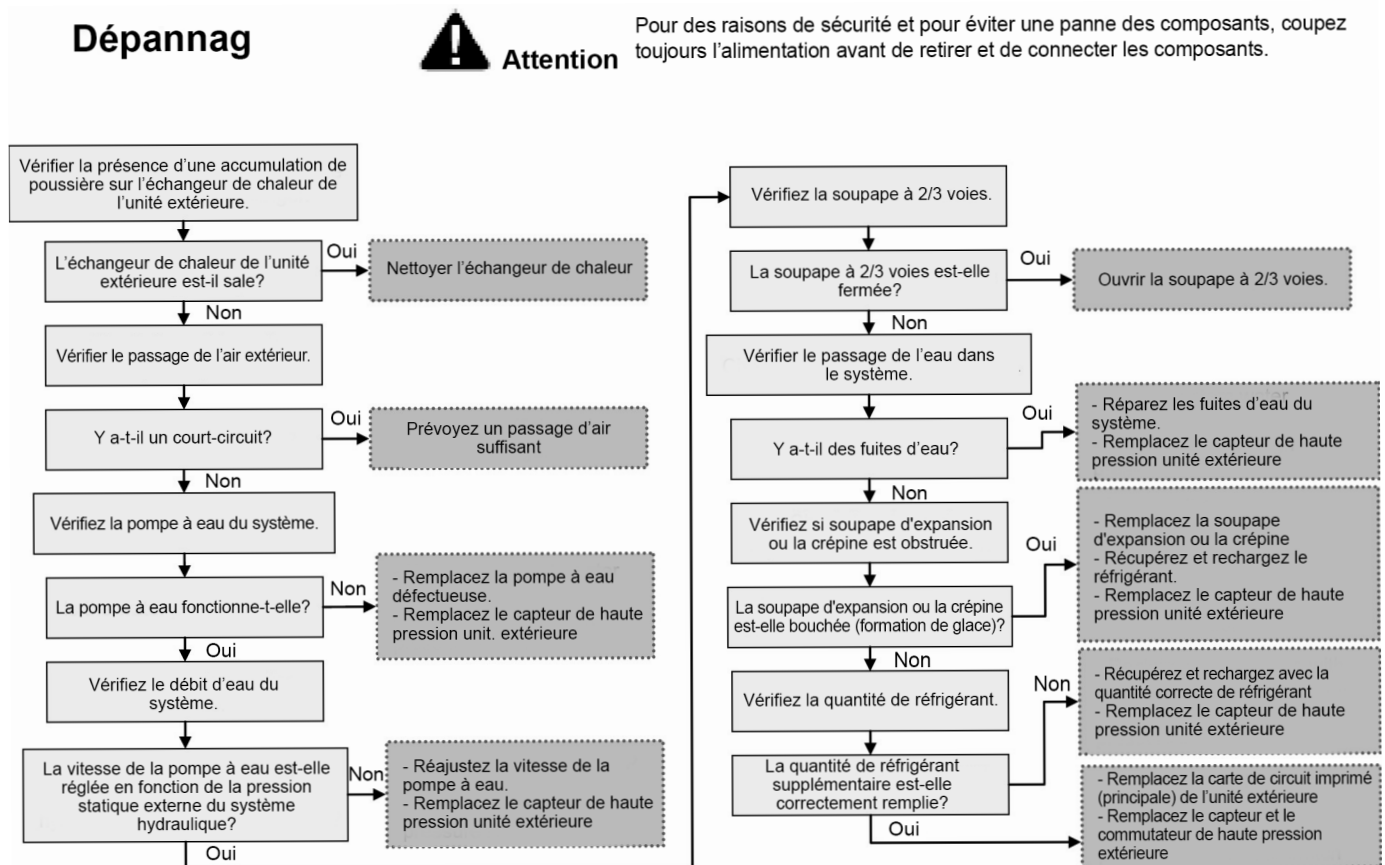 Dépannag
Attention
Pour des raisons de sécurité et pour éviter une panne des composants, coupez
toujours l’alimentation avant de retirer et de connecter les composants.
Vérifier la présence d’une accumulation de
poussière sur l’échangeur de chaleur de
l’unité extérieure.
L’échangeur de chaleur de l’unité
extérieure est-il sale?
Oui
Nettoyer l’échangeur de chaleur
Non
Vérifier le passage de l’air extérieur.
Y a-t-il un court-circuit?
Oui
Prévoyez un passage d’air
suffisant
Non
Vérifiez la pompe à eau du système.
La pompe à eau fonctionne-t-elle?
Non
- Remplacez la pompe à eau
défectueuse.
- Remplacez le capteur de haute
pression unit. extérieure
Oui
Vérifiez le débit d’eau du
système.
La vitesse de la pompe à eau est-elle
réglée en fonction de la pression
statique externe du système
hydraulique?
Non
- Réajustez la vitesse de la
pompe à eau.
- Remplacez le capteur de haute
pression unité extérieure
Oui
Vérifiez la soupape à 2/3 voies.
La soupape à 2/3 voies est-elle
fermée?
Oui
Ouvrir la soupape à 2/3 voies.
Non
Vérifier le passage de l’eau dans
le système.
Y a-t-il des fuites d’eau?
Oui
- Réparez les fuites d’eau du
système.
- Remplacez le capteur de haute
pression unité extérieure
Non
Vérifiez si soupape d'expansion
ou la crépine est obstruée.
La soupape d'expansion ou la crépine
est-elle bouchée (formation de glace)?
Oui
- Remplacez la soupape
d'expansion ou la crépine
- Récupérez et rechargez le
réfrigérant.
- Remplacez le capteur de haute
pression unité extérieure
Non
Vérifiez la quantité de réfrigérant.
La quantité de réfrigérant
supplémentaire est-elle
correctement remplie?
Non
- Récupérez et rechargez avec la
quantité correcte de réfrigérant
- Remplacez le capteur de haute
pression unité extérieure
Oui
- Remplacez la carte de circuit imprimé
(principale) de l’unité extérieure
- Remplacez le capteur et le
commutateur de haute pression
extérieure